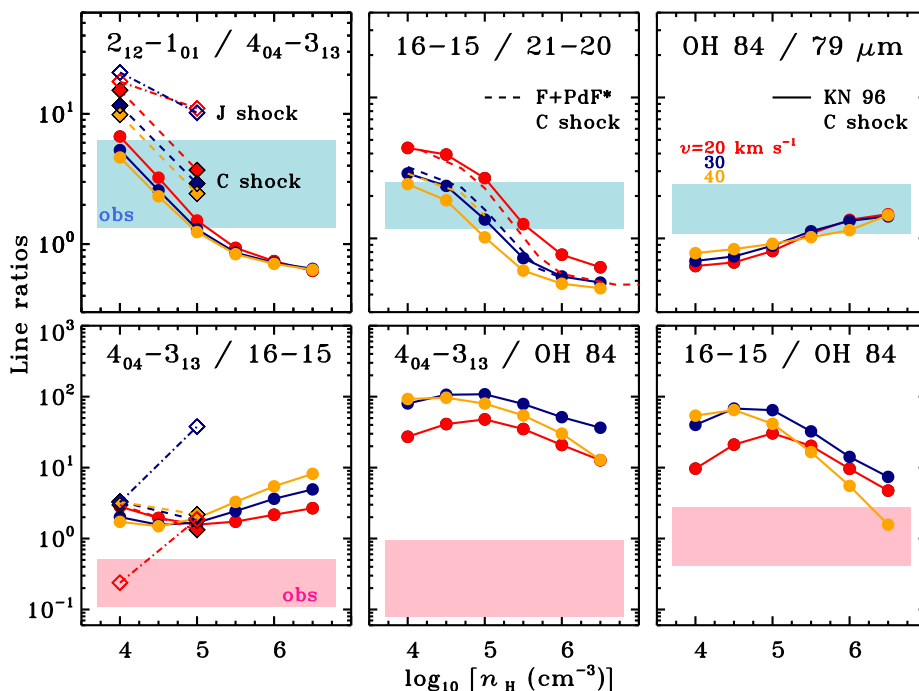 2₁₂−1₀₁ / 4₀₄−3₁₃
J shock
C shock
obs
10¹
10⁰
16−15 / 21−20
F+PdF*
C shock
OH 84 / 79 μm
KN 96
C shock
v=20 km s⁻¹
30
40
Line ratios
4₀₄−3₁₃ / 16−15
obs
10³
10²
10¹
10⁰
10⁻¹
4₀₄−3₁₃ / OH 84
16−15 / OH 84
4 5 6
4 5 6
4 5 6
log₁₀ [n_H (cm⁻³)]